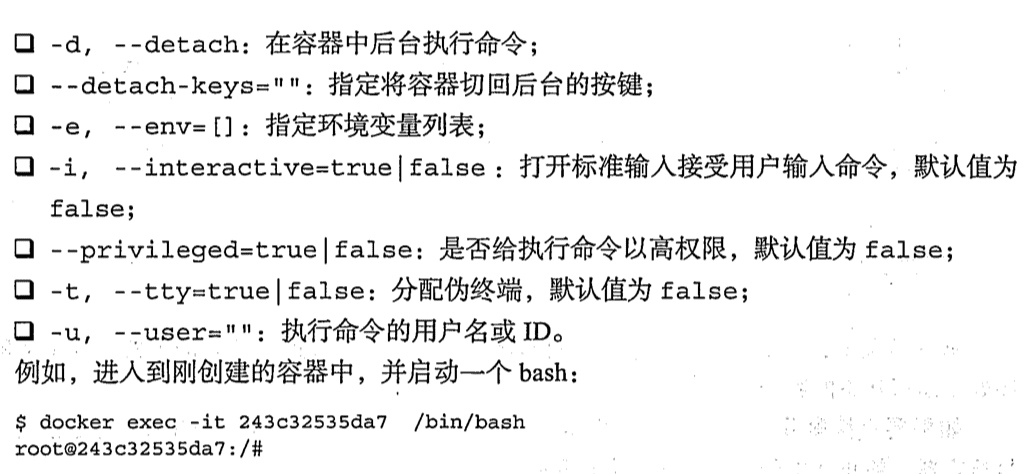 ❑ -d, --detach：在容器中后台执行命令；
❑ --detach-keys=""：指定将容器切回后台的按键；
❑ -e, --env=[]：指定环境变量列表；
❑ -i, --interactive=true|false：打开标准输入接受用户输入命令，默认值为
false；
❑ --privileged=true|false：是否给执行命令以高权限，默认值为 false；
❑ -t, --tty=true|false：分配伪终端，默认值为 false；
❑ -u, --user=""：执行命令的用户名或 ID。
例如，进入到刚创建的容器中，并启动一个 bash：
$ docker exec -it 243c32535da7 /bin/bash
root@243c32535da7:/#